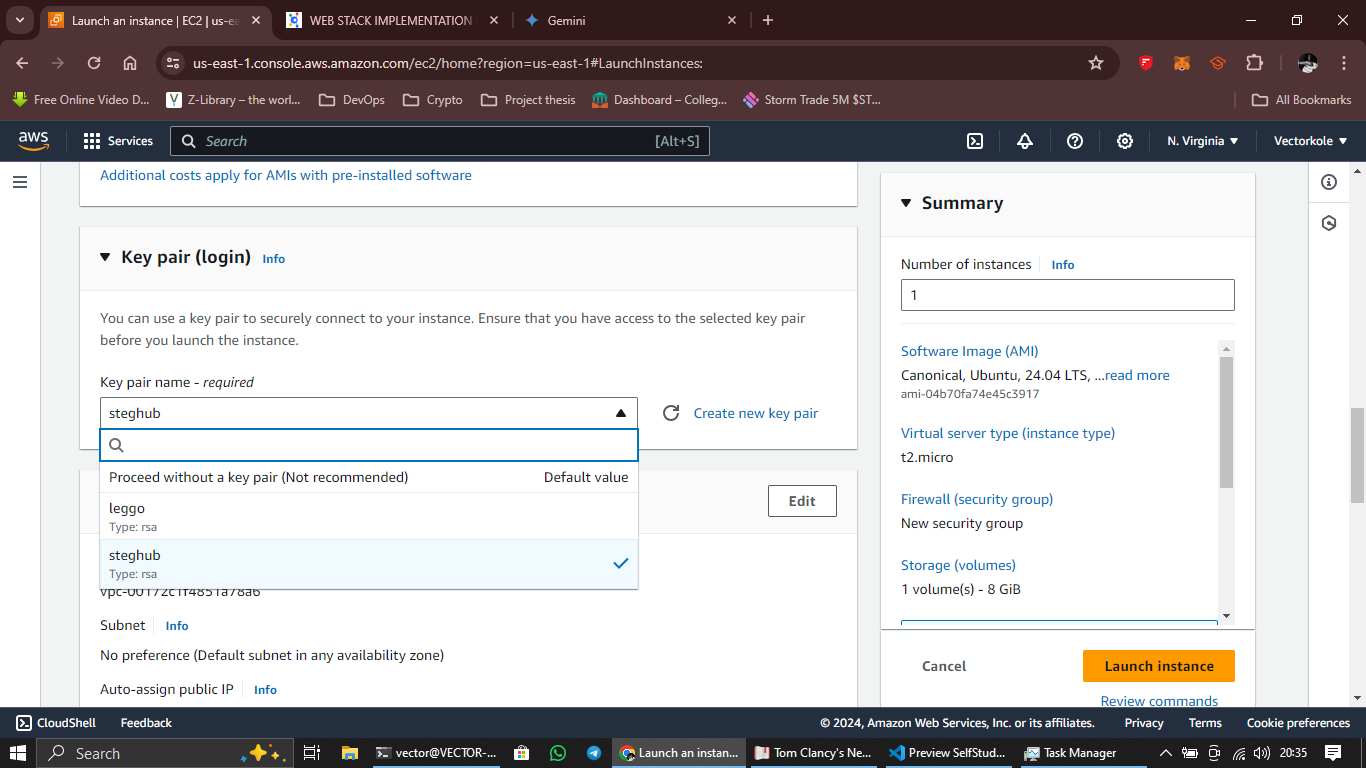 Launch an instance | EC2 | us-ea
WEB STACK IMPLEMENTATION
Gemini
us-east-1.console.aws.amazon.com/ec2/home?region=us-east-1#LaunchInstances:
Free Online Video D...
Z-Library – the worl...
DevOps
Crypto
Project thesis
Dashboard – Colleg...
Storm Trade 5M $ST...
All Bookmarks
aws
Services
Search
[Alt+S]
N. Virginia
Vectorkole
Additional costs apply for AMIs with pre-installed software
Key pair (login)
Info
You can use a key pair to securely connect to your instance. Ensure that you have access to the selected key pair
before you launch the instance.
Key pair name - required
steghub
Create new key pair
Proceed without a key pair (Not recommended)
Default value
leggo
Type: rsa
steghub
Type: rsa
Edit
vpc-00172c1f4851a78a6
Subnet
Info
No preference (Default subnet in any availability zone)
Auto-assign public IP
Info
Summary
Number of instances
Info
1
Software Image (AMI)
Canonical, Ubuntu, 24.04 LTS, ...read more
ami-04b70fa74e45c3917
Virtual server type (instance type)
t2.micro
Firewall (security group)
New security group
Storage (volumes)
1 volume(s) - 8 GiB
Cancel
Launch instance
Review commands
CloudShell
Feedback
© 2024, Amazon Web Services, Inc. or its affiliates.
Privacy
Terms
Cookie preferences
Search
vector@VECTOR-...
Launch an instan...
Tom Clancy's Ne...
Preview SelfStud...
Task Manager
20:35